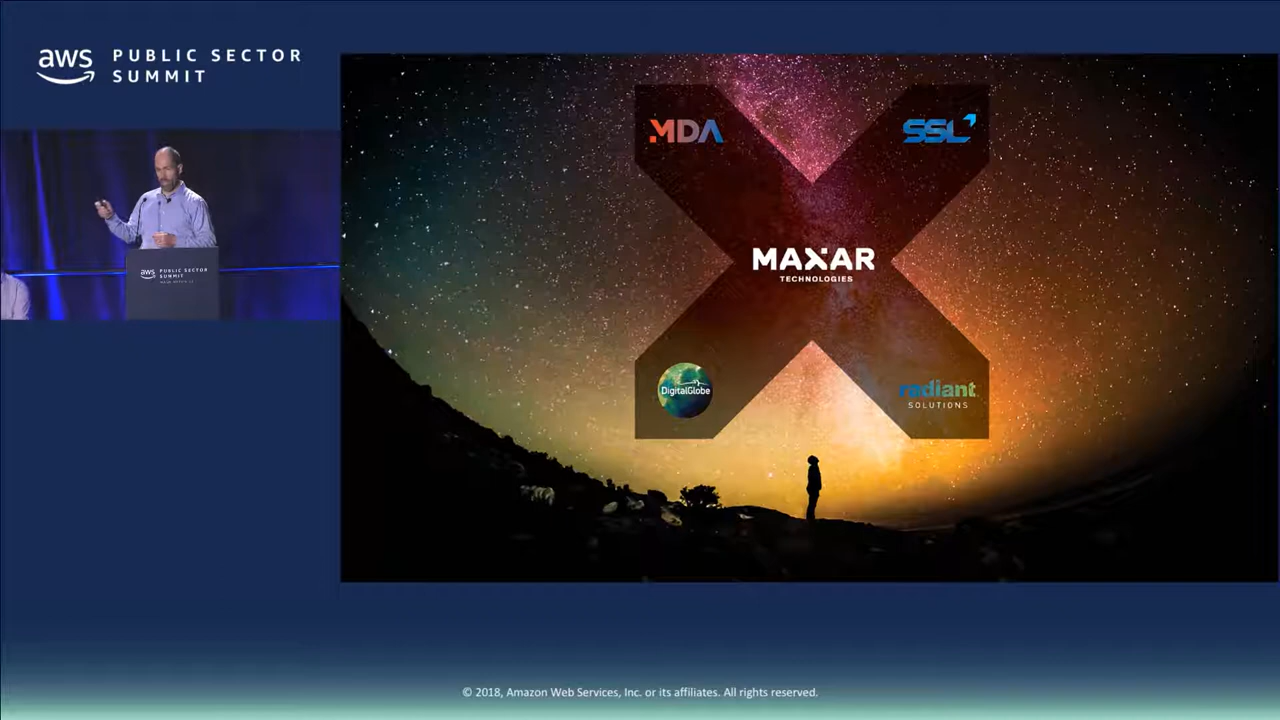 aws PUBLIC SECTOR
SUMMIT
MDA
SSL
MAXAR
TECHNOLOGIES
DigitalGlobe
radiant
SOLUTIONS
aws PUBLIC SECTOR
SUMMIT
© 2018, Amazon Web Services, Inc. or its affiliates. All rights reserved.